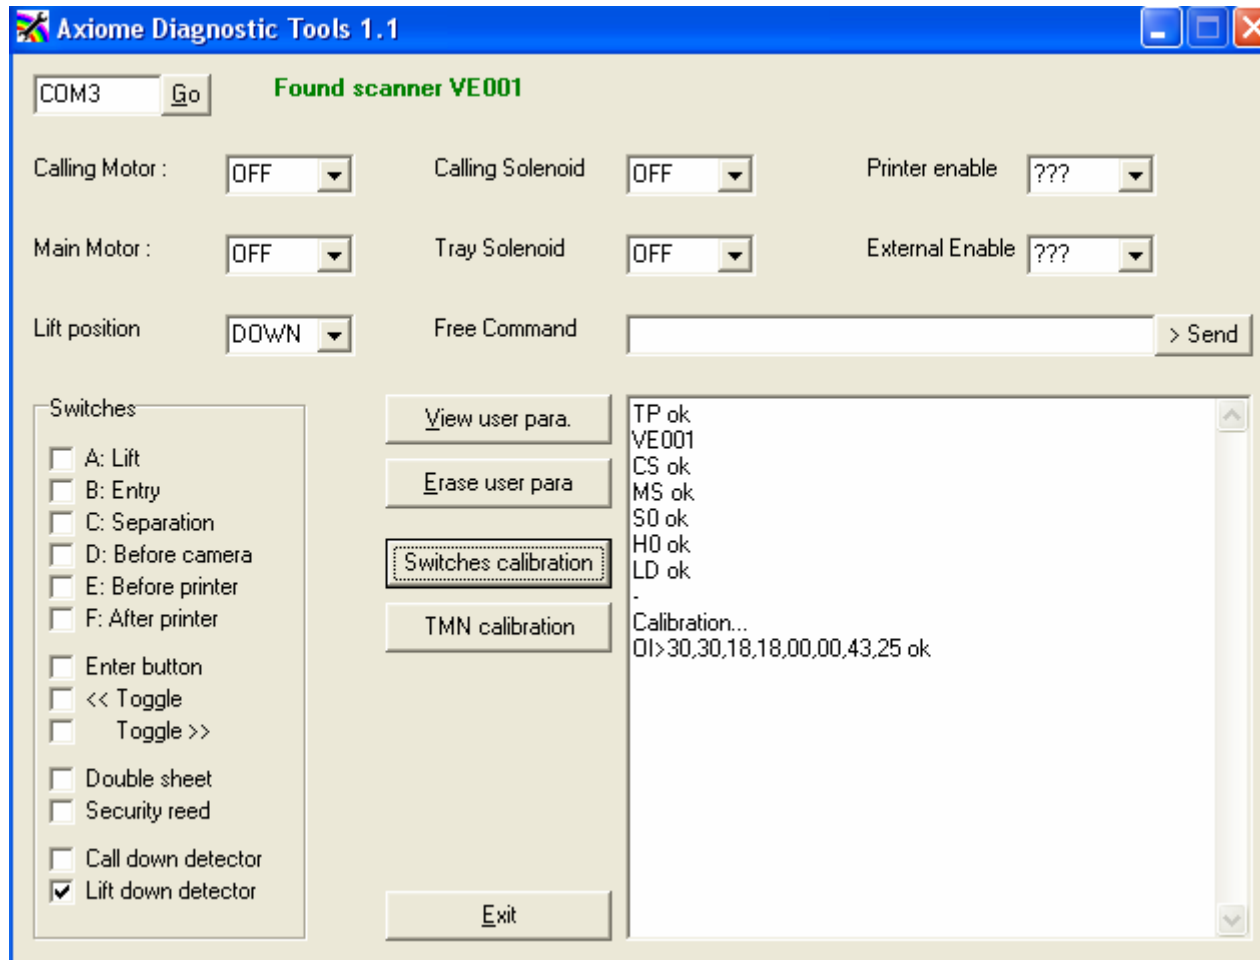 Axiome Diagnostic Tools 1.1
COM3 Go Found scanner VE001
Calling Motor : OFF Calling Solenoid OFF Printer enable ???
Main Motor : OFF Tray Solenoid OFF External Enable ???
Lift position DOWN Free Command > Send
Switches
A: Lift
B: Entry
C: Separation
D: Before camera
E: Before printer
F: After printer
Enter button
<< Toggle
Toggle >>
Double sheet
Security reed
Call down detector
Lift down detector
View user para.
Erase user para
Switches calibration
TMN calibration
Exit
TP ok
VE001
CS ok
MS ok
S0 ok
H0 ok
LD ok
-
Calibration...
OI>30,30,18,18,00,00,43,25 ok